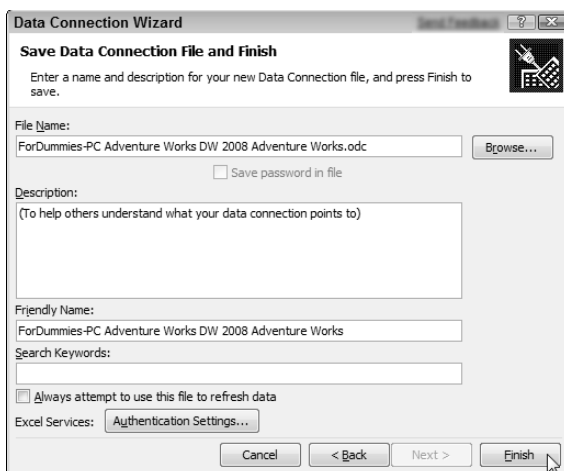 Data Connection Wizard
Save Data Connection File and Finish
Enter a name and description for your new Data Connection file, and press Finish to
save.
File Name:
ForDummies-PC Adventure Works DW 2008 Adventure Works.odc
Browse...
Save password in file
Description:
(To help others understand what your data connection points to)
Friendly Name:
ForDummies-PC Adventure Works DW 2008 Adventure Works
Search Keywords:
Always attempt to use this file to refresh data
Excel Services: Authentication Settings...
Cancel < Back Next > Finish